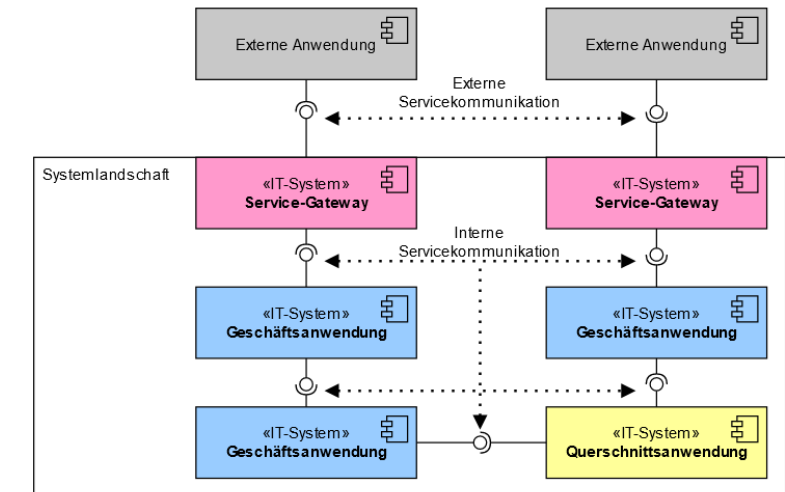 Externe Anwendung
Externe Anwendung
Externe
Servicekommunikation
Systemlandschaft
«IT-System»
Service-Gateway
«IT-System»
Service-Gateway
Interne
Servicekommunikation
«IT-System»
Geschäftsanwendung
«IT-System»
Geschäftsanwendung
«IT-System»
Geschäftsanwendung
«IT-System»
Querschnittsanwendung